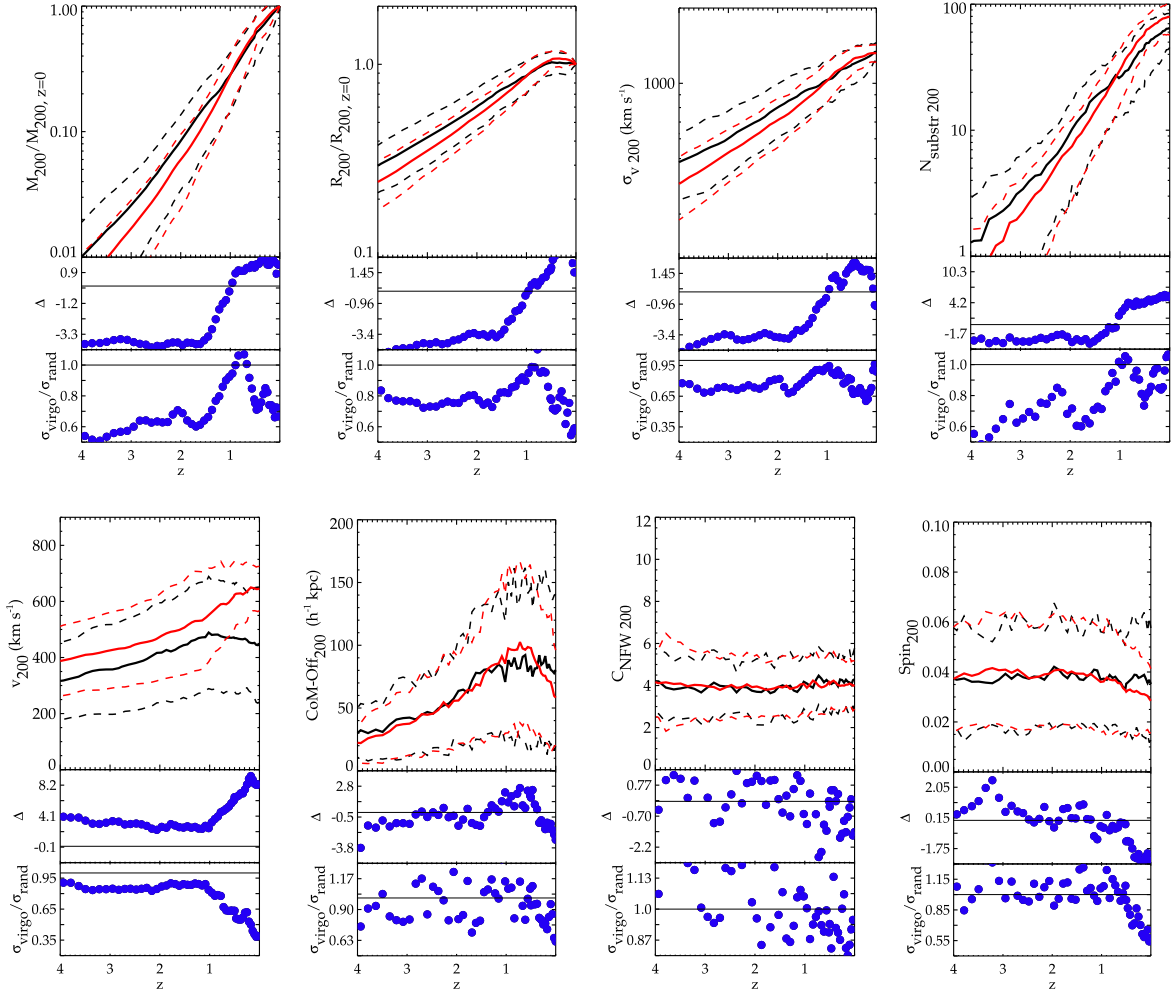 M200/M200, z=0
1.00
0.10
0.01
Δ
0.9
-1.2
-3.3
σvirgo/σrand
1.0
0.8
0.6
4 3 2 1
z
R200/R200, z=0
1.0
0.1
Δ
1.45
-0.96
-3.4
σvirgo/σrand
1.0
0.8
0.6
4 3 2 1
z
σv 200 (km s-1)
1000
Δ
1.45
-0.96
-3.4
σvirgo/σrand
0.95
0.65
0.35
4 3 2 1
z
Nsubstr 200
100
10
1
Δ
10.3
4.2
-1.7
σvirgo/σrand
1.0
0.8
0.6
4 3 2 1
z
v200 (km s-1)
800
600
400
200
0
Δ
8.2
4.1
-0.1
σvirgo/σrand
0.95
0.65
0.35
4 3 2 1 0
z
CoM-Off200 (h-1 kpc)
200
150
100
50
0
Δ
2.8
-0.5
-3.8
σvirgo/σrand
1.17
0.90
0.63
4 3 2 1 0
z
CNFW 200
12
10
8
6
4
2
0
Δ
0.77
-0.70
-2.2
σvirgo/σrand
1.13
1.0
0.87
4 3 2 1 0
z
Spin200
0.10
0.08
0.06
0.04
0.02
0.00
Δ
2.05
0.15
-1.75
σvirgo/σrand
1.15
0.85
0.55
4 3 2 1 0
z